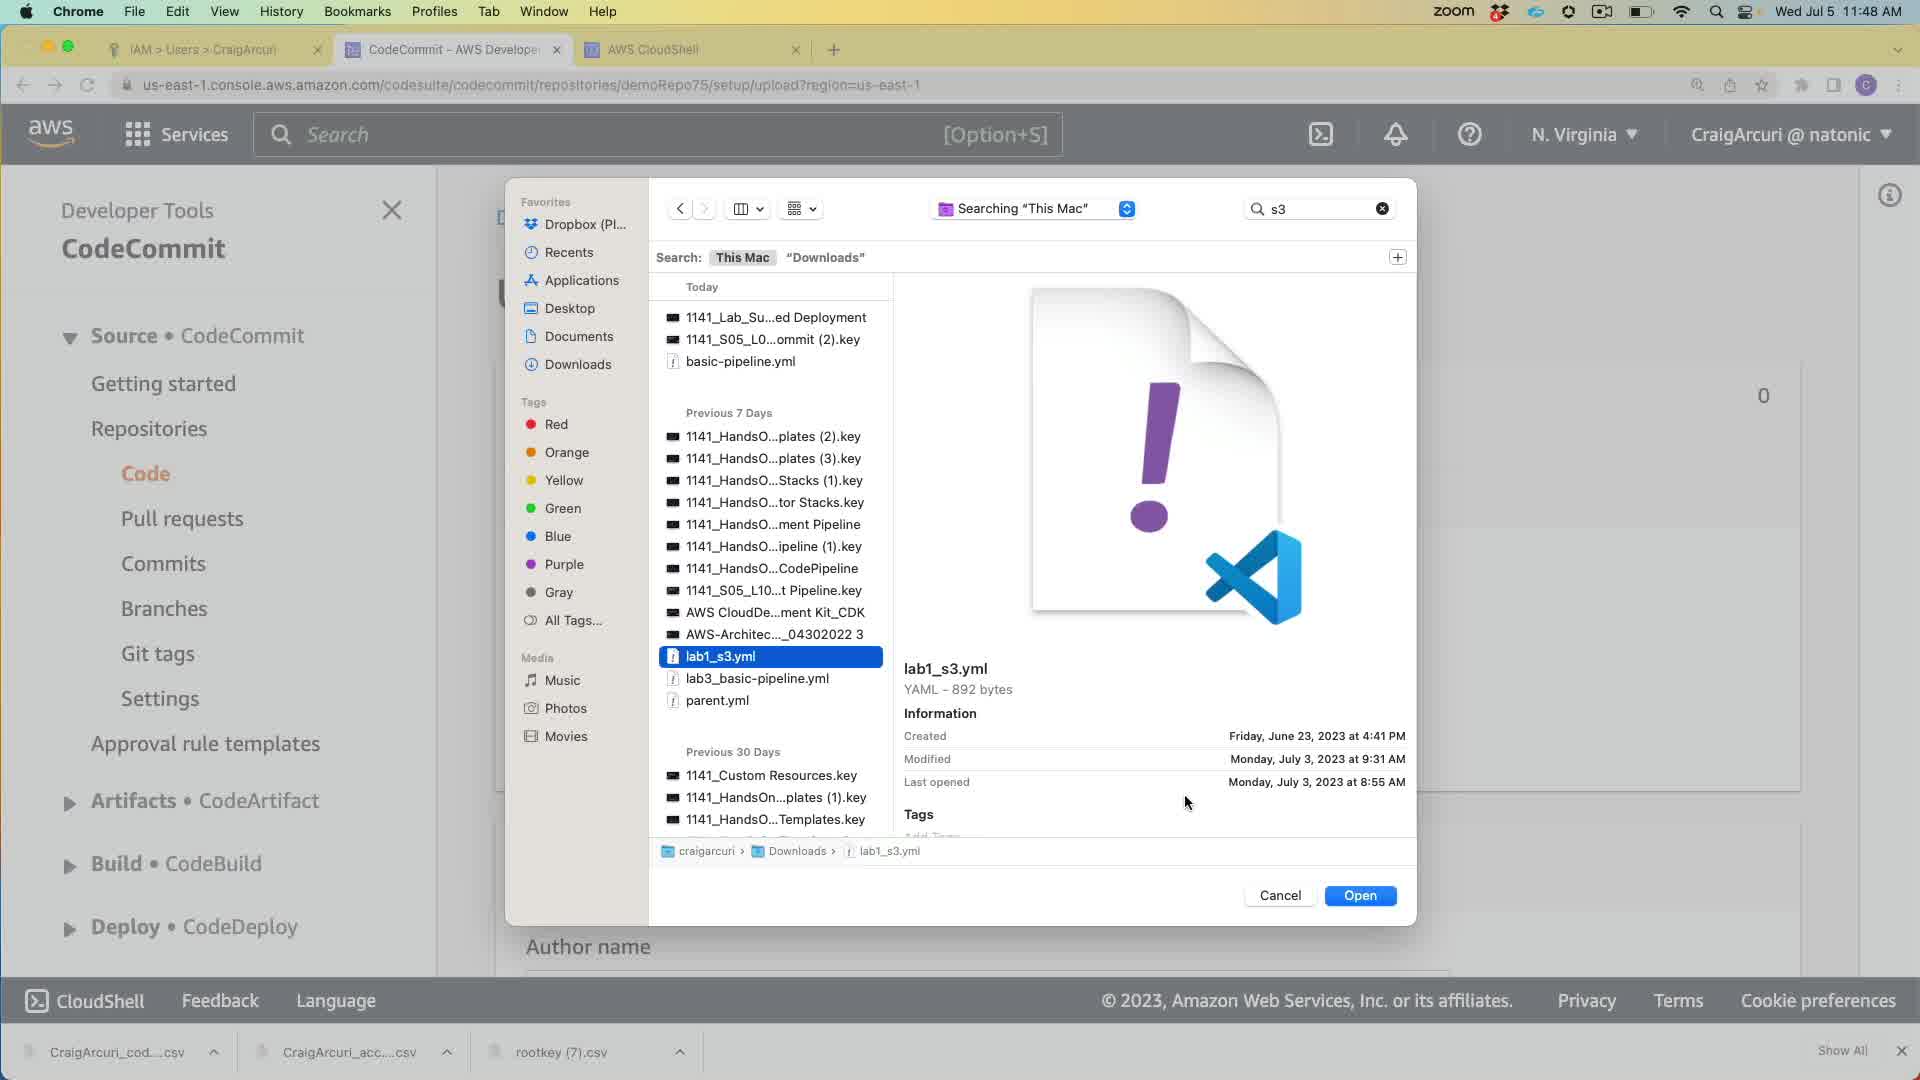 Chrome File Edit View History Bookmarks Profiles Tab Window Help
zoom 4 Wed Jul 5 11:48 AM
IAM > Users > CraigArcuri
CodeCommit - AWS Develope
AWS CloudShell
us-east-1.console.aws.amazon.com/codesuite/codecommit/repositories/demoRepo75/setup/upload?region=us-east-1
C
aws
Services
Search [Option+S]
N. Virginia
CraigArcuri @ natonic
Developer Tools
CodeCommit
Source • CodeCommit
Getting started
Repositories
Code
Pull requests
Commits
Branches
Git tags
Settings
Approval rule templates
Artifacts • CodeArtifact
Build • CodeBuild
Deploy • CodeDeploy
0
Author name
Favorites
Dropbox (Pl...
Recents
Applications
Desktop
Documents
Downloads
Tags
Red
Orange
Yellow
Green
Blue
Purple
Gray
All Tags...
Media
Music
Photos
Movies
Searching “This Mac”
s3
Search: This Mac “Downloads”
Today
1141_Lab_Su...ed Deployment
1141_S05_L0...ommit (2).key
basic-pipeline.yml
Previous 7 Days
1141_HandsO...plates (2).key
1141_HandsO...plates (3).key
1141_HandsO...Stacks (1).key
1141_HandsO...tor Stacks.key
1141_HandsO...ment Pipeline
1141_HandsO...ipeline (1).key
1141_HandsO...CodePipeline
1141_S05_L10...t Pipeline.key
AWS CloudDe...ment Kit_CDK
AWS-Architec..._04302022 3
lab1_s3.yml
lab3_basic-pipeline.yml
parent.yml
Previous 30 Days
1141_Custom Resources.key
1141_HandsOn...plates (1).key
1141_HandsO...Templates.key
lab1_s3.yml
YAML - 892 bytes
Information
Created Friday, June 23, 2023 at 4:41 PM
Modified Monday, July 3, 2023 at 9:31 AM
Last opened Monday, July 3, 2023 at 8:55 AM
Tags
Add Tags...
craigarcuri › Downloads › lab1_s3.yml
Cancel Open
CloudShell Feedback Language
© 2023, Amazon Web Services, Inc. or its affiliates. Privacy Terms Cookie preferences
CraigArcuri_cod....csv
CraigArcuri_acc....csv
rootkey (7).csv
Show All